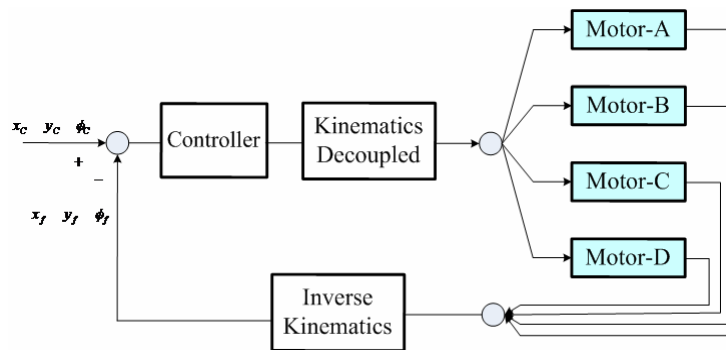 Motor-A
Motor-B
Motor-C
Motor-D
x_C y_C ϕ_C
+
−
Controller
Kinematics
Decoupled
x_f y_f ϕ_f
Inverse
Kinematics